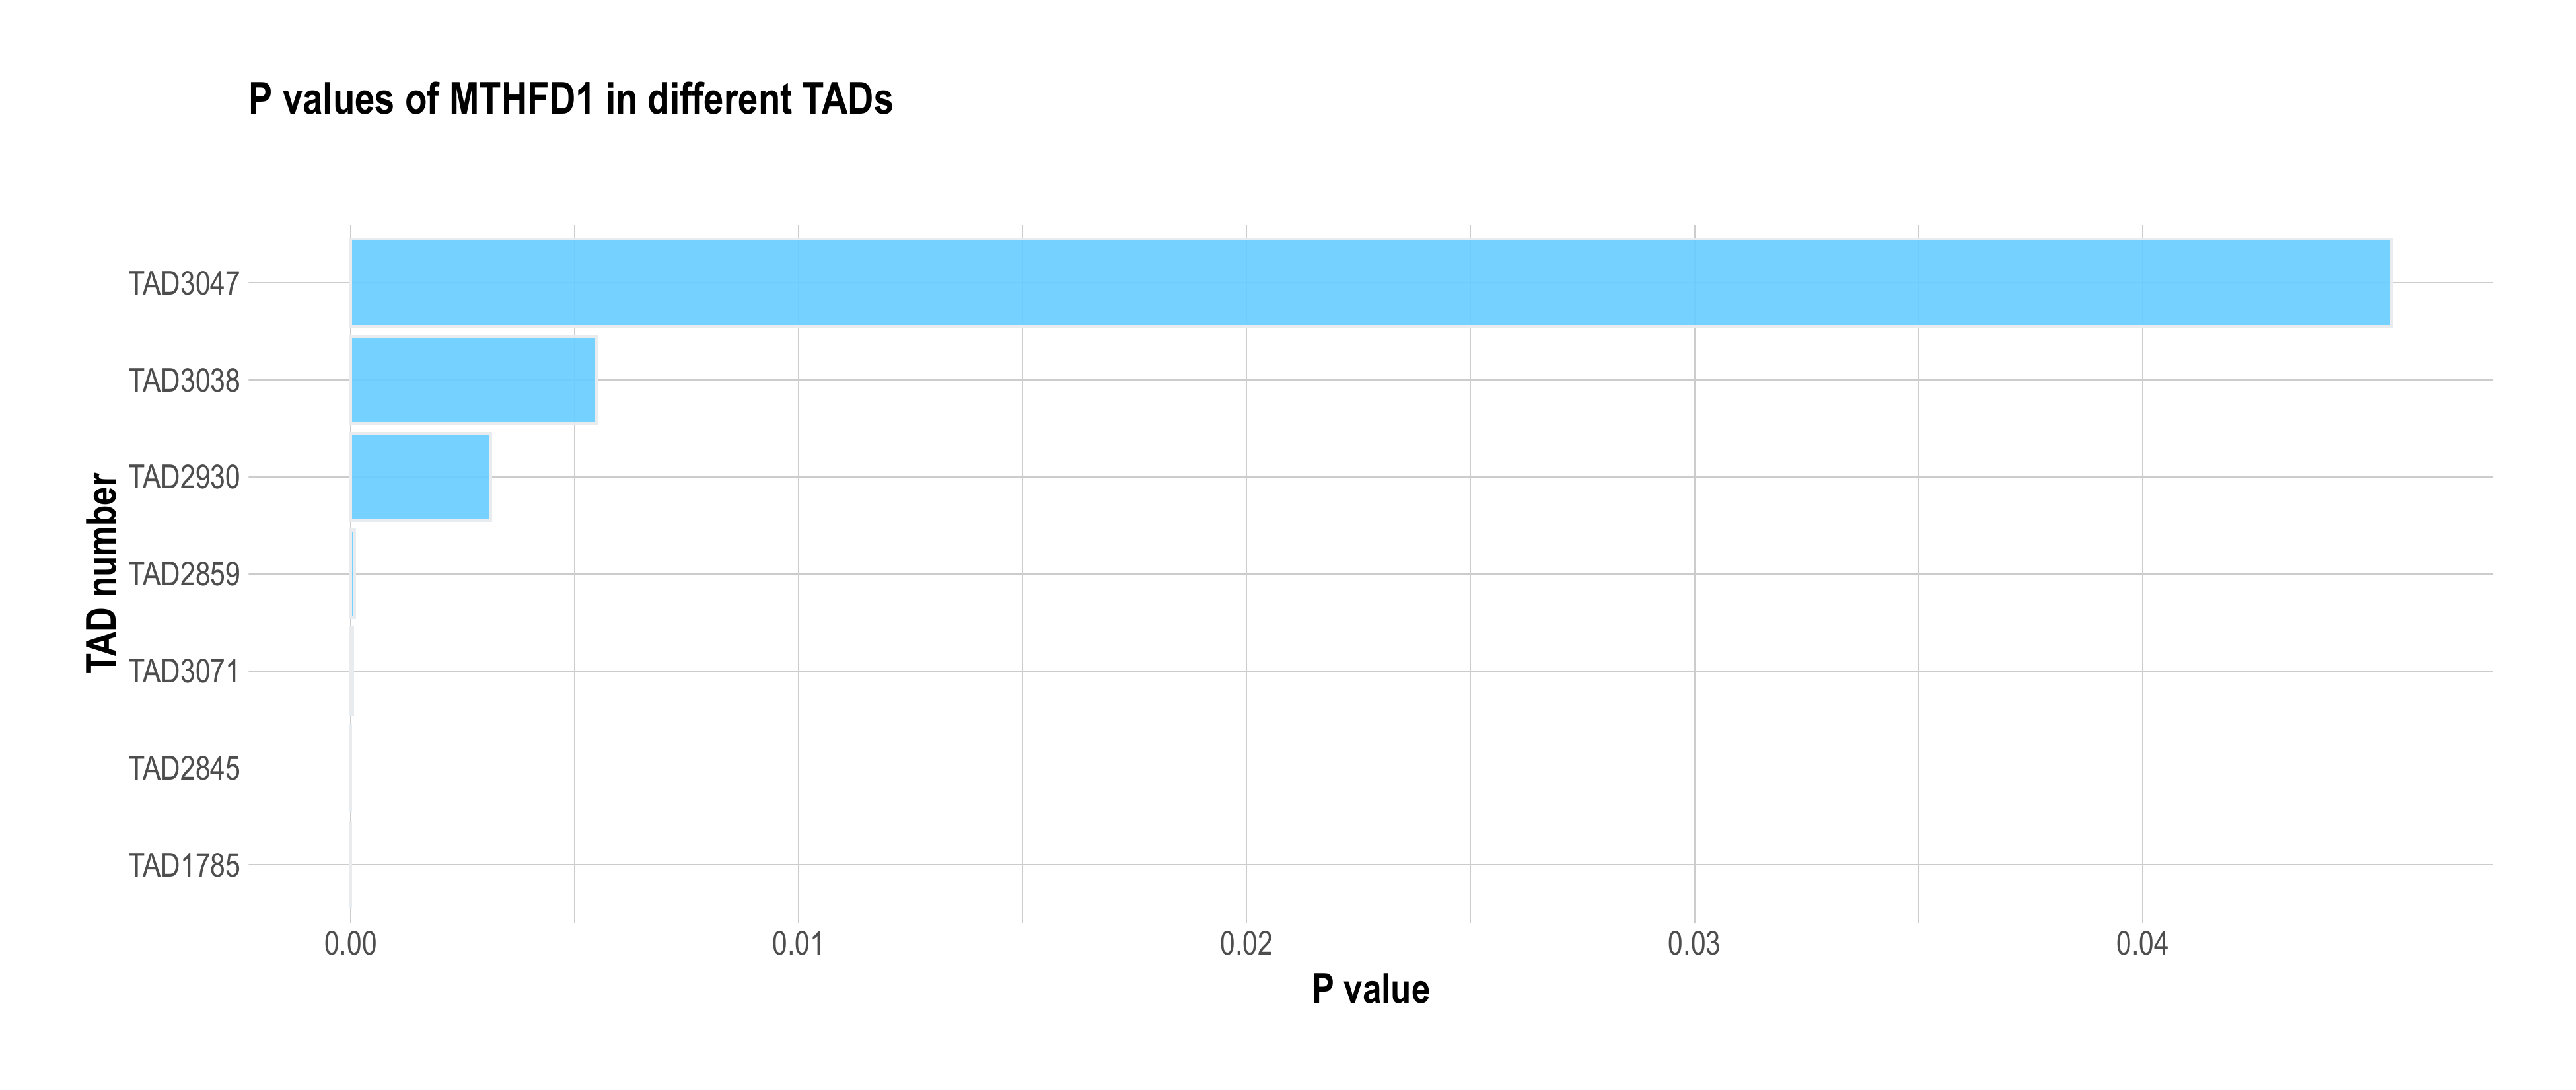 P values of MTHFD1 in different TADs
TAD number
TAD3047
TAD3038
TAD2930
TAD2859
TAD3071
TAD2845
TAD1785
0.00 0.01 0.02 0.03 0.04
P value